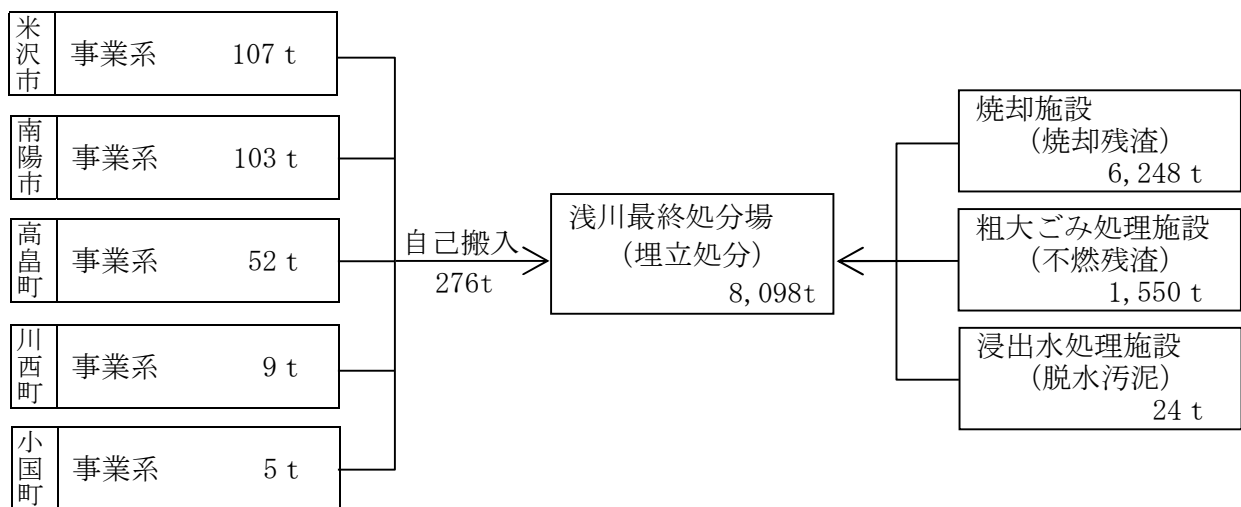 米沢市
事業系 107 t
南陽市
事業系 103 t
高畠町
事業系 52 t
川西町
事業系 9 t
小国町
事業系 5 t
自己搬入
276t
浅川最終処分場
(埋立処分)
8,098t
焼却施設
(焼却残渣)
6,248 t
粗大ごみ処理施設
(不燃残渣)
1,550 t
浸出水処理施設
(脱水汚泥)
24 t